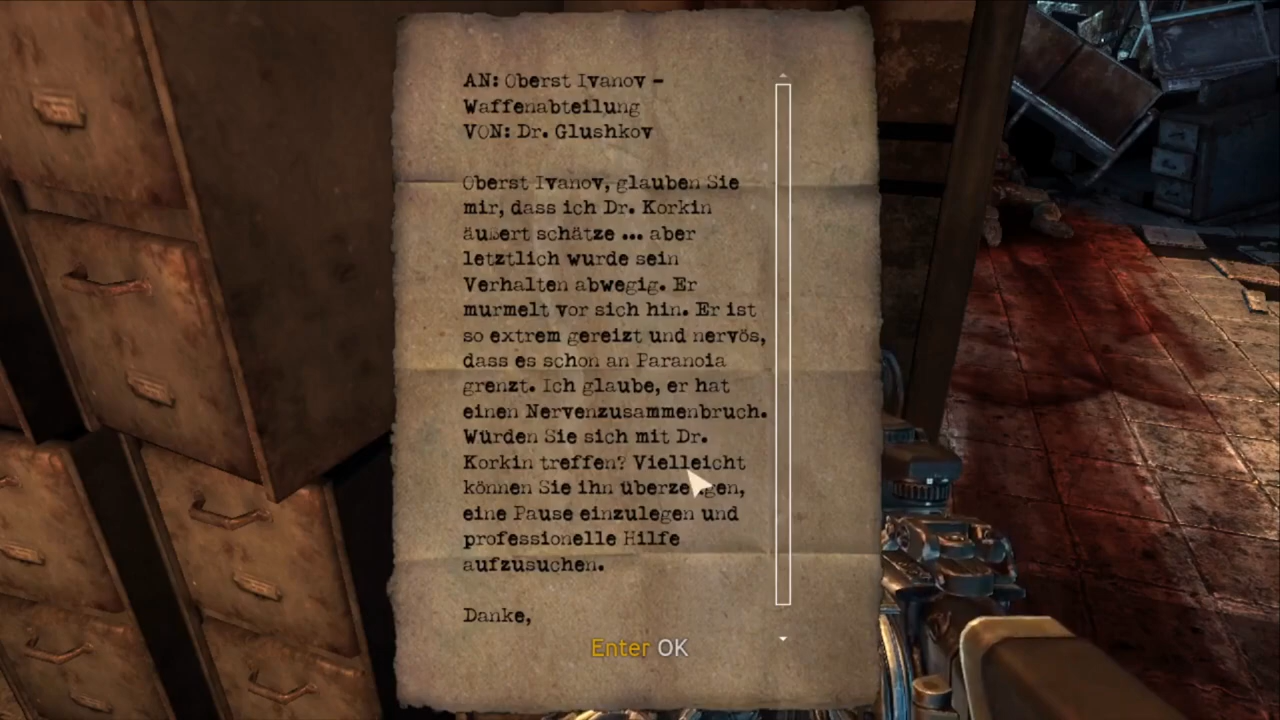 AN: Oberst Ivanov -
Waffenabteilung
VON: Dr. Glushkov
Oberst Ivanov, glauben Sie
mir, dass ich Dr. Korkin
äußert schätze ... aber
letztlich wurde sein
Verhalten abwegig. Er
murmelt vor sich hin. Er ist
so extrem gereizt und nervös,
dass es schon an Paranoia
grenzt. Ich glaube, er hat
einen Nervenzusammenbruch.
Würden Sie sich mit Dr.
Korkin treffen? Vielleicht
können Sie ihn überzeugen,
eine Pause einzulegen und
professionelle Hilfe
aufzusuchen.
Danke,
Enter OK